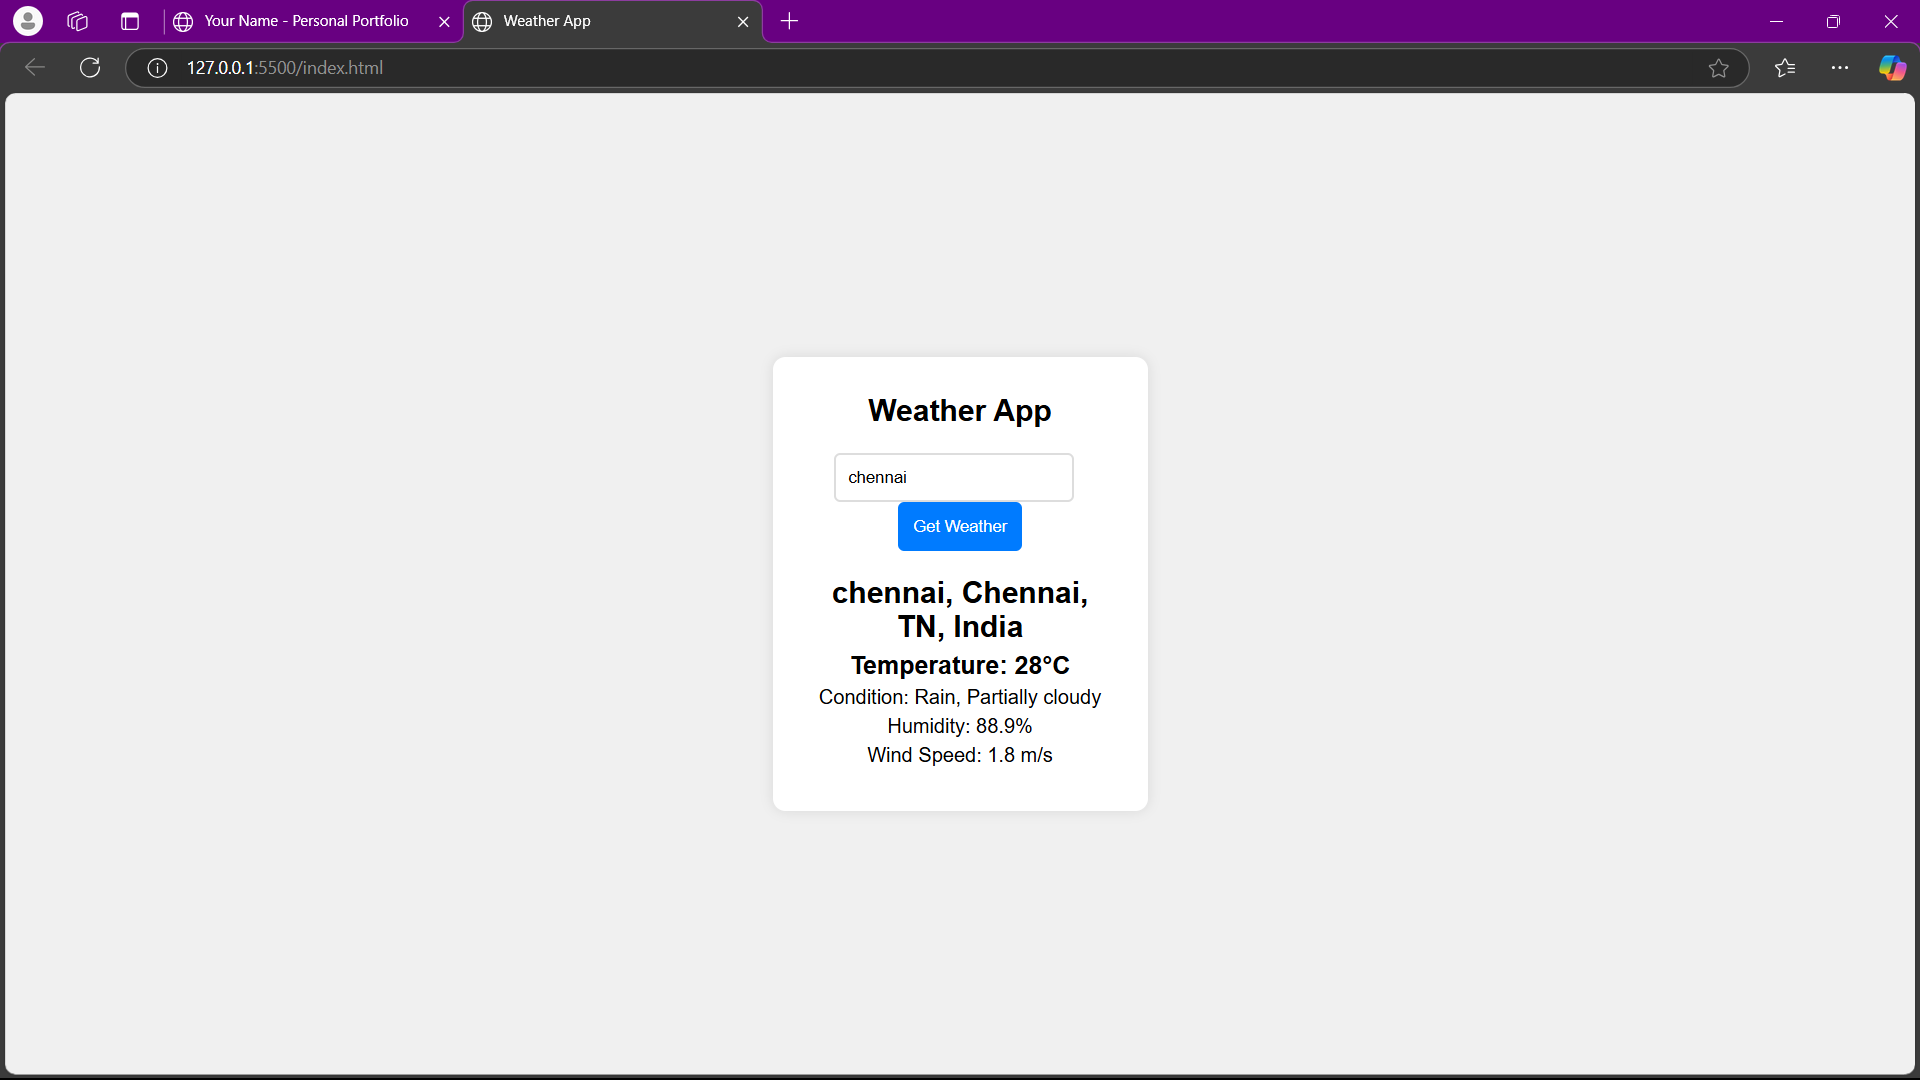 Your Name - Personal Portfolio
Weather App
127.0.0.1:5500/index.html
Weather App
chennai
Get Weather
chennai, Chennai,
TN, India
Temperature: 28°C
Condition: Rain, Partially cloudy
Humidity: 88.9%
Wind Speed: 1.8 m/s